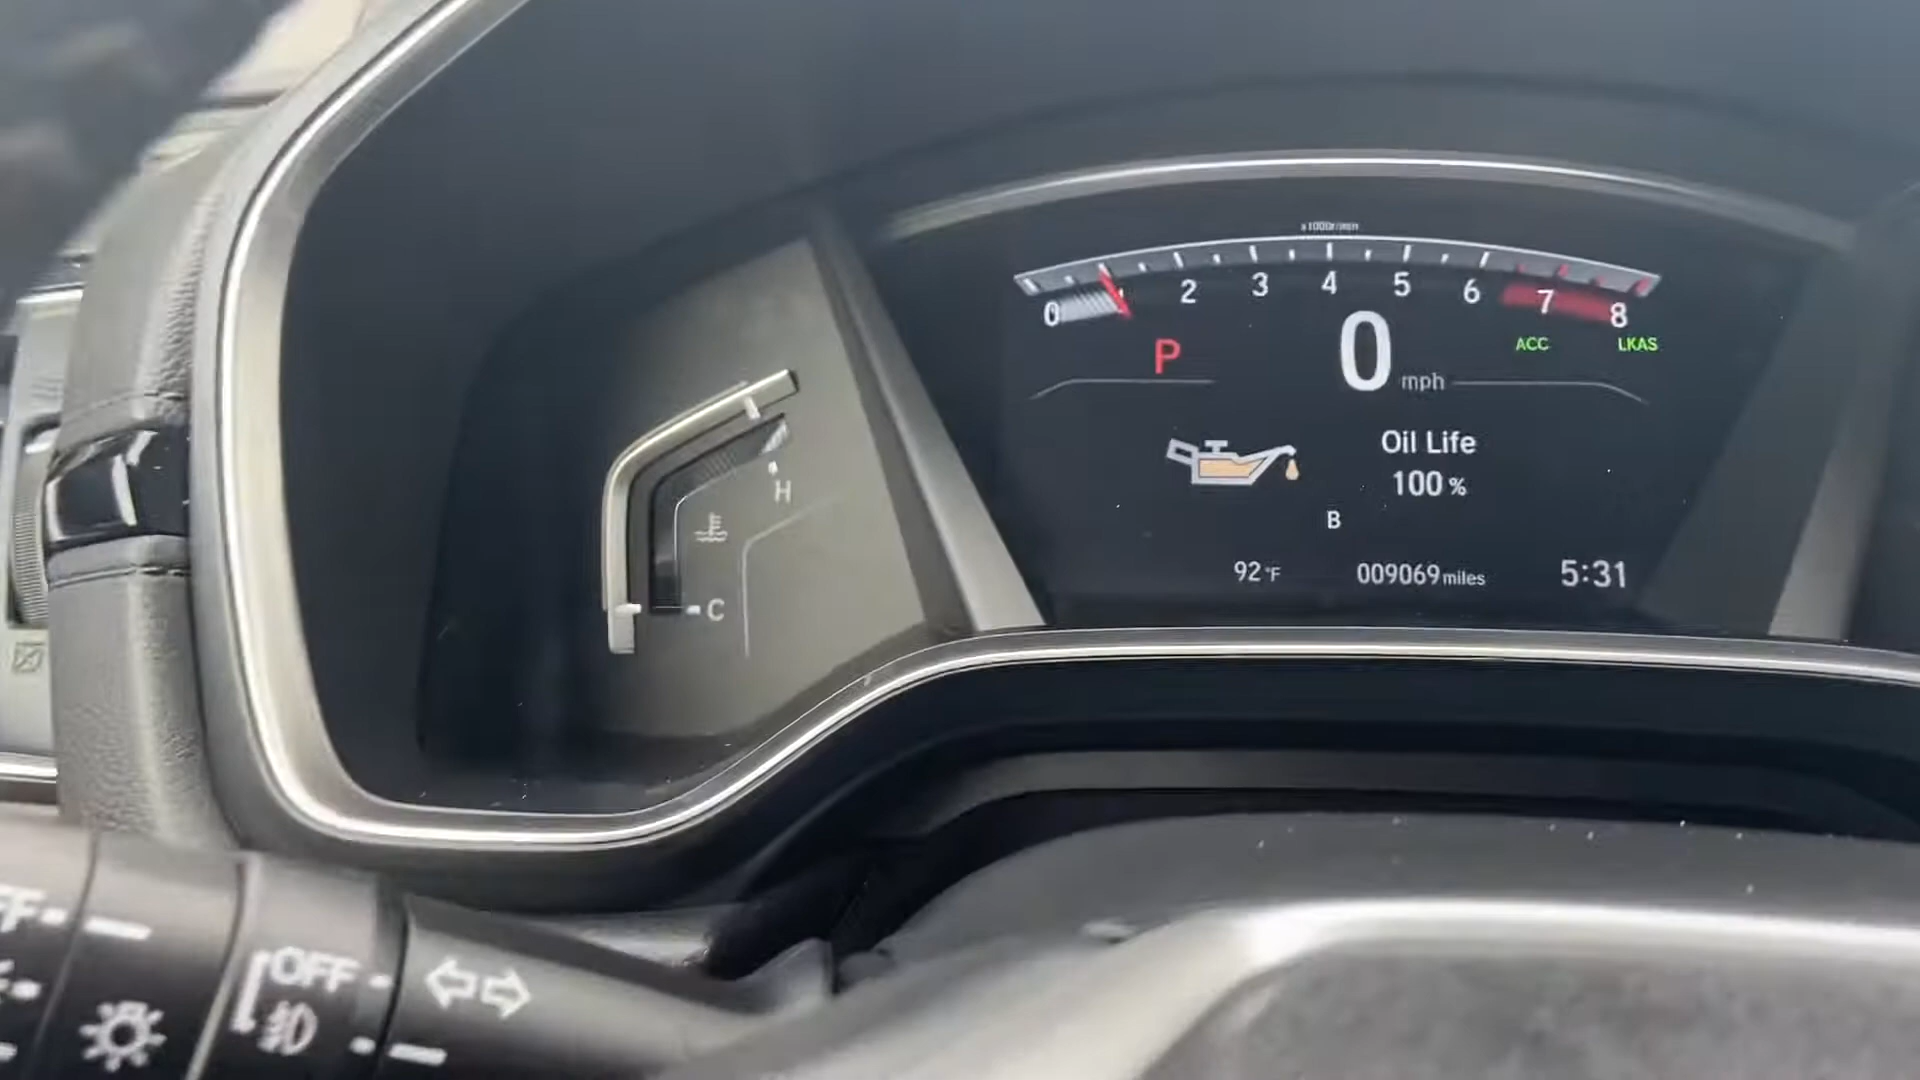 x1000r/min
0 1 2 3 4 5 6 7 8
P
0 mph
ACC LKAS
Oil Life
100 %
B
92 °F
009069 miles
5:31
H
C
OFF